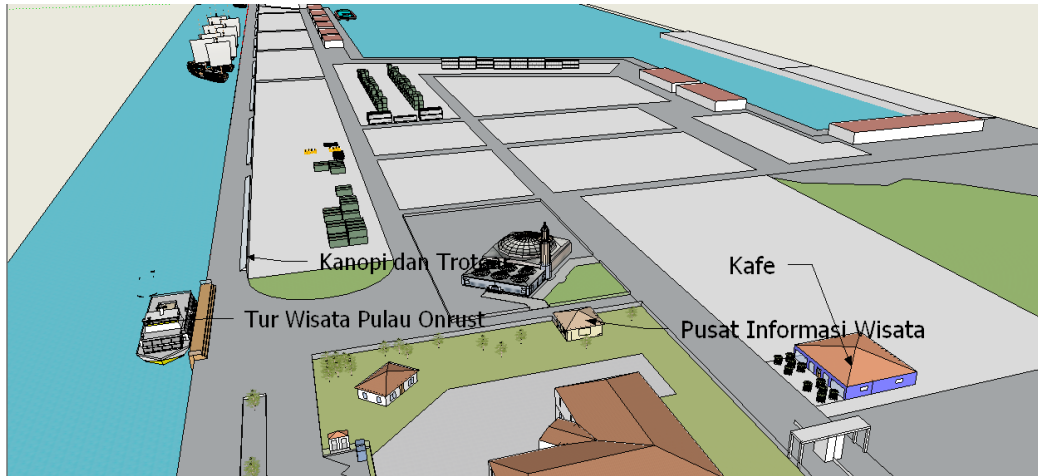 Kanopi dan Trotoar
Kafe
Tur Wisata Pulau Onrust
Pusat Informasi Wisata